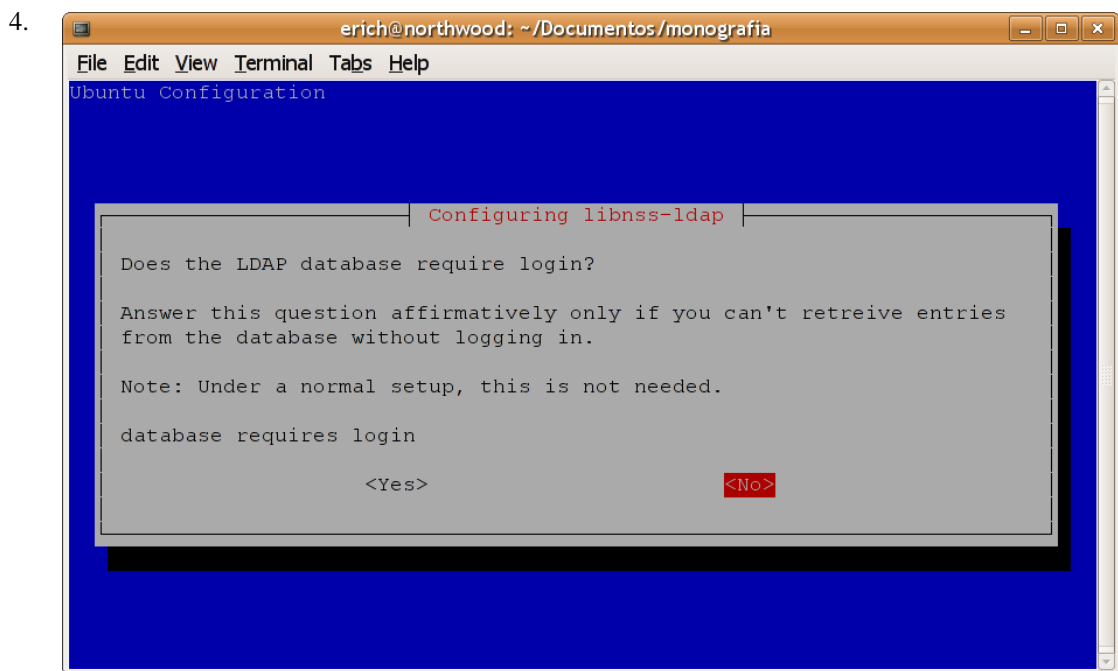 4.
erich@northwood: ~/Documentos/monografia
File Edit View Terminal Tabs Help
Ubuntu Configuration
Configuring libnss-ldap
Does the LDAP database require login?
Answer this question affirmatively only if you can't retreive entries
from the database without logging in.
Note: Under a normal setup, this is not needed.
database requires login
<Yes> <No>